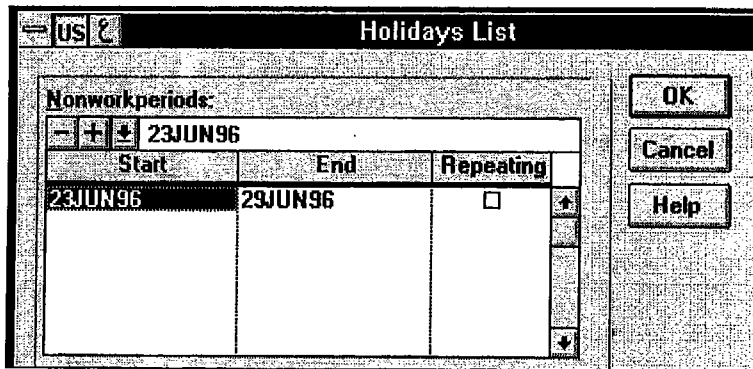 US Holidays List
Nonworkperiods:
OK
- + 23JUN96
Cancel
Start End Repeating
23JUN96 29JUN96
Help